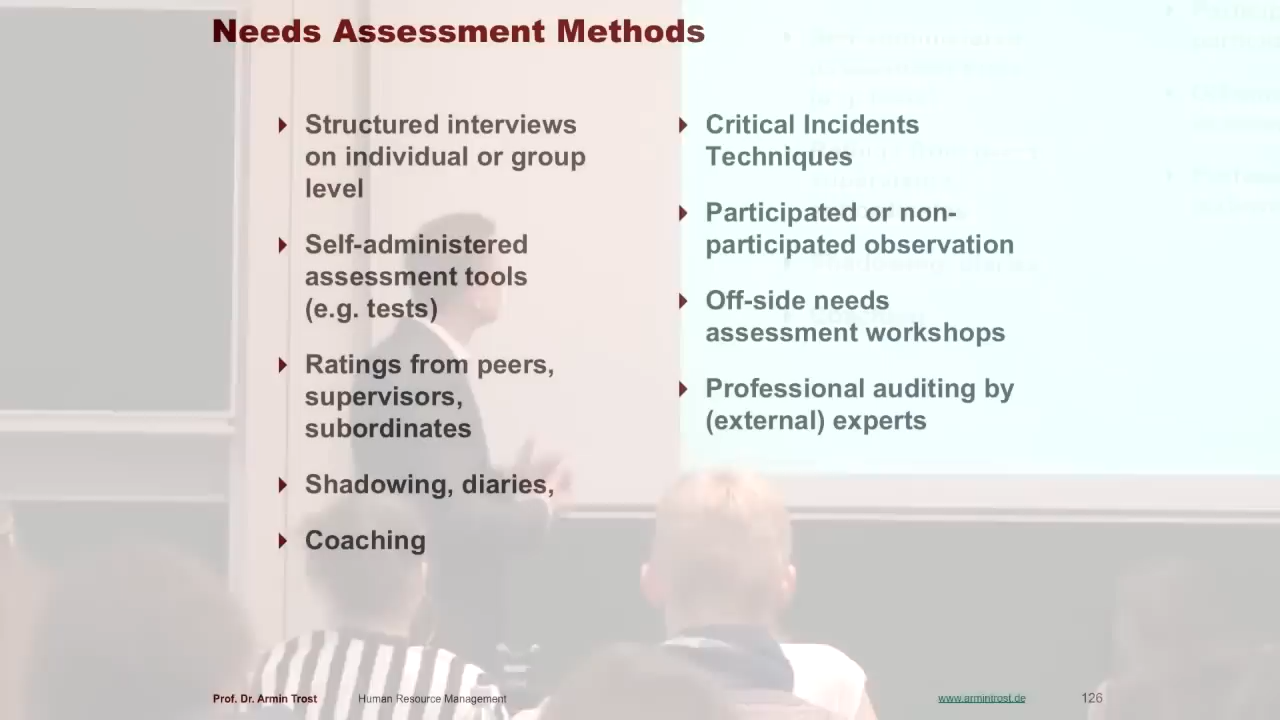 Needs Assessment Methods
Structured interviews
on individual or group
level
Self-administered
assessment tools
(e.g. tests)
Ratings from peers,
supervisors,
subordinates
Shadowing, diaries,
Coaching
Critical Incidents
Techniques
Participated or non-
participated observation
Off-side needs
assessment workshops
Professional auditing by
(external) experts
Prof. Dr. Armin Trost
Human Resource Management
www.armintrost.de
126